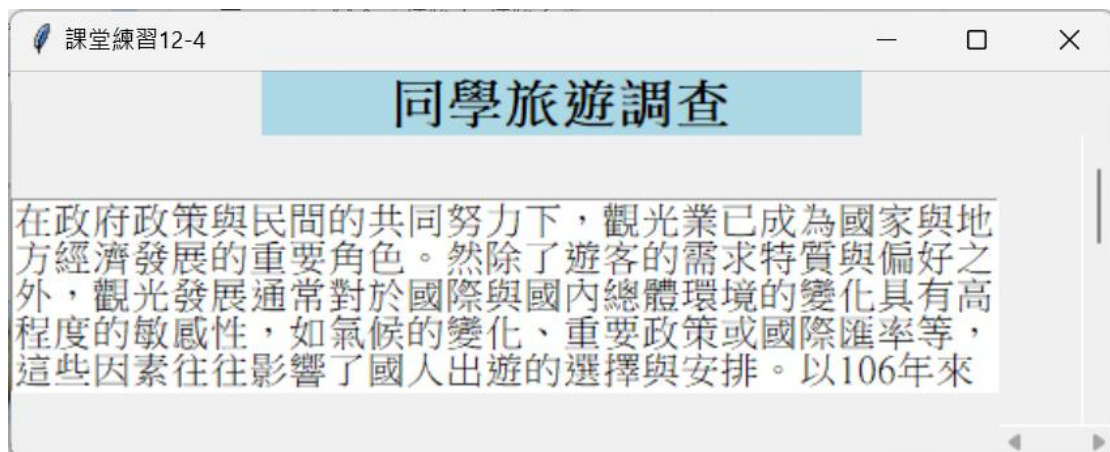 課堂練習12-4
同學旅遊調查
在政府政策與民間的共同努力下，觀光業已成為國家與地
方經濟發展的重要角色。然除了遊客的需求特質與偏好之
外，觀光發展通常對於國際與國內總體環境的變化具有高
程度的敏感性，如氣候的變化、重要政策或國際匯率等，
這些因素往往影響了國人出遊的選擇與安排。以106年來